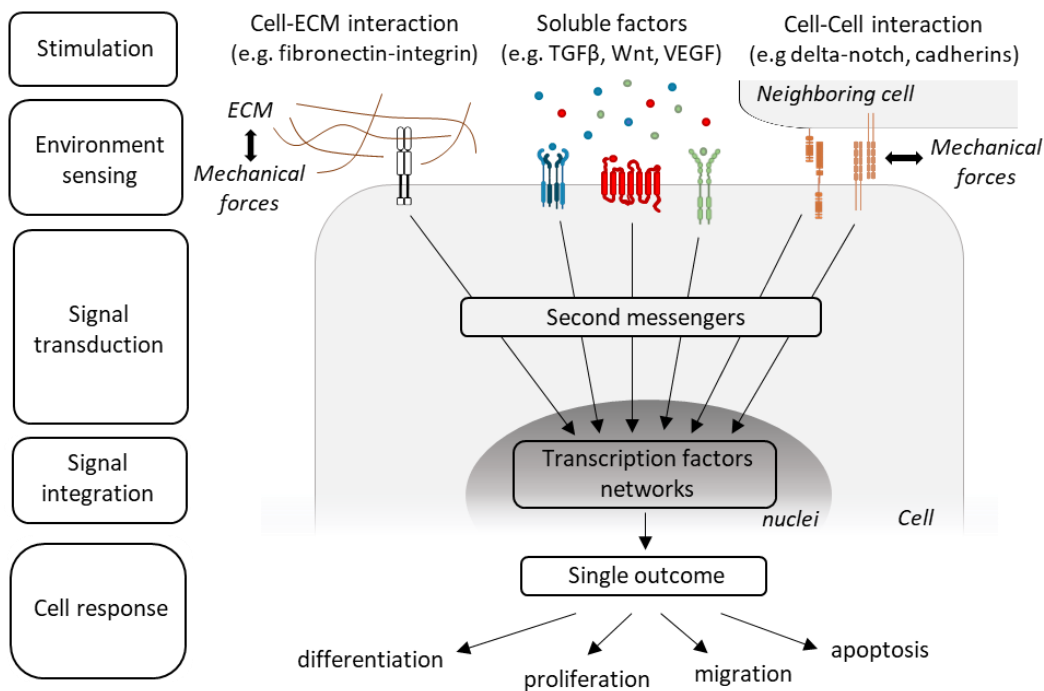 Stimulation
Cell-ECM interaction
(e.g. fibronectin-integrin)
Soluble factors
(e.g. TGFβ, Wnt, VEGF)
Cell-Cell interaction
(e.g delta-notch, cadherins)
Environment
sensing
ECM
Mechanical
forces
Neighboring cell
Mechanical
forces
Signal
transduction
Second messengers
Signal
integration
Transcription factors
networks
nuclei
Cell
Cell response
Single outcome
differentiation
proliferation
migration
apoptosis